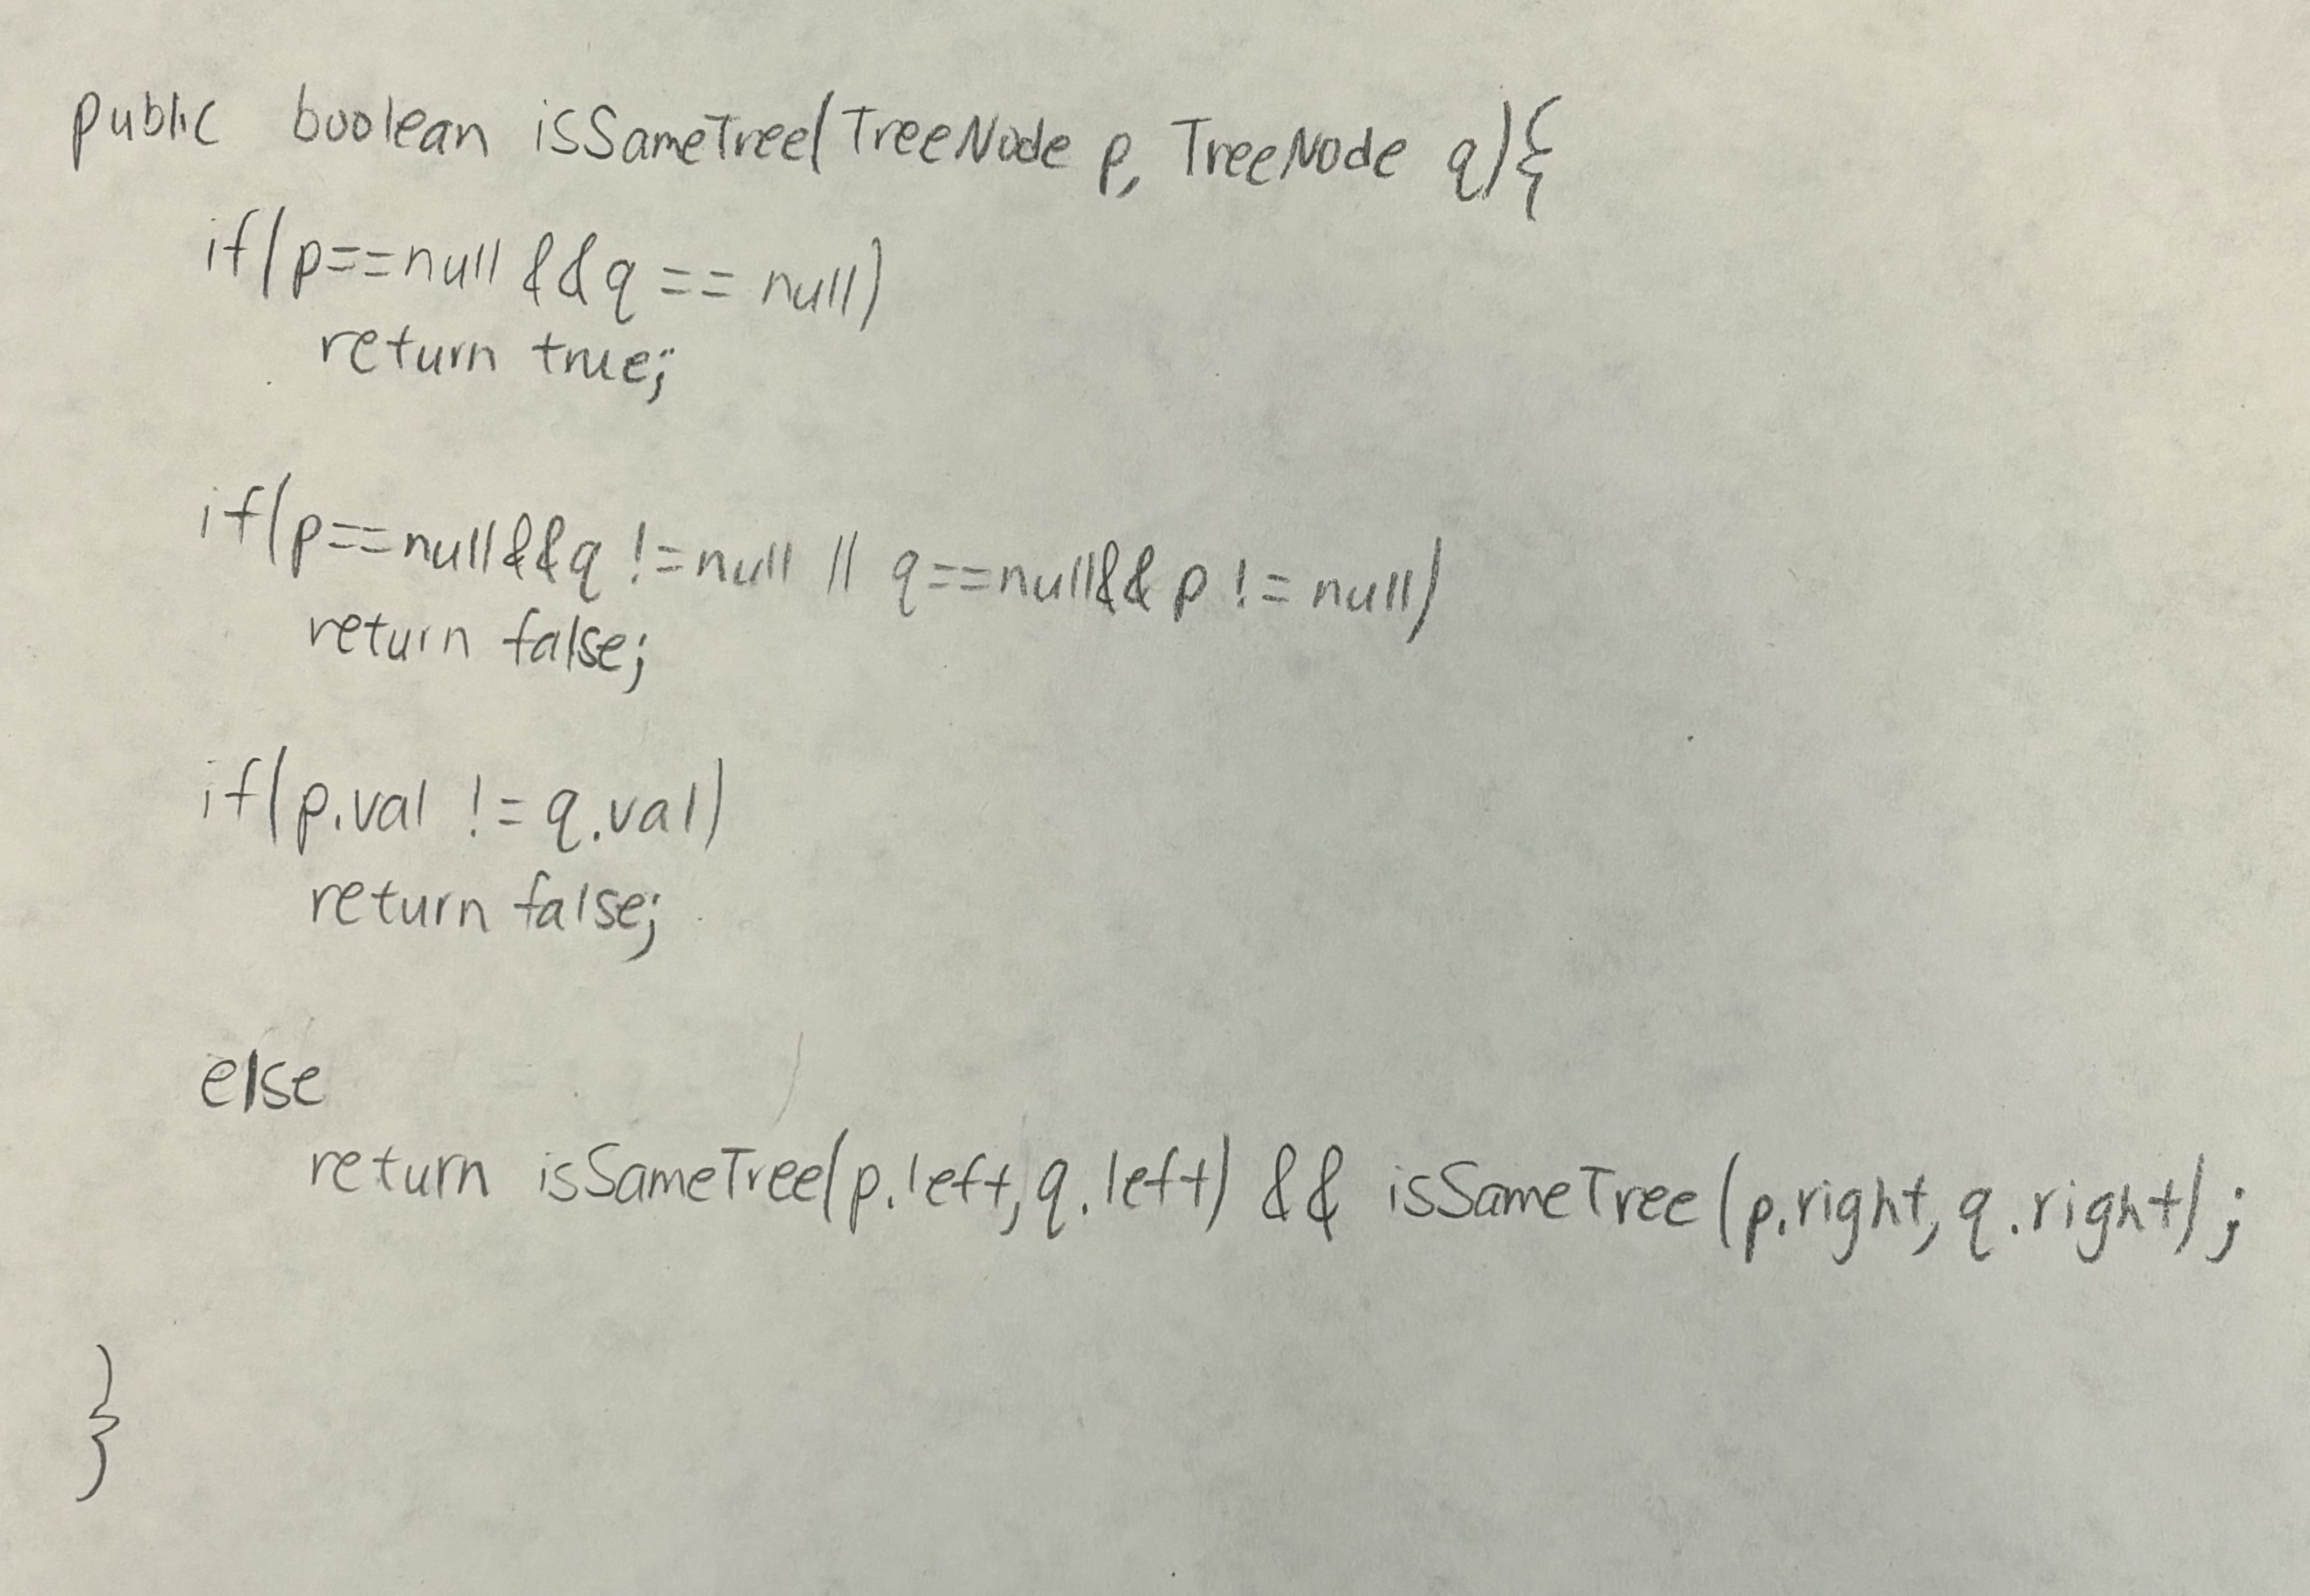 public boolean isSameTree(TreeNode p, TreeNode q){
if(p==null && q == null)
return true;
if(p==null&&q !=null || q==null&& p != null)
return false;
if(p.val != q.val)
return false;
else
return isSameTree(p.left, q.left) && isSameTree(p.right, q.right);
}